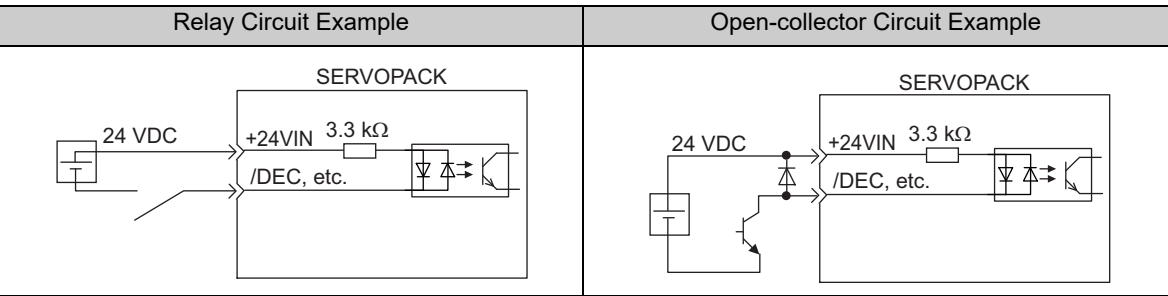 Relay Circuit Example
Open-collector Circuit Example
SERVOPACK
24 VDC
+24VIN
3.3 kΩ
/DEC, etc.
SERVOPACK
24 VDC
+24VIN
3.3 kΩ
/DEC, etc.